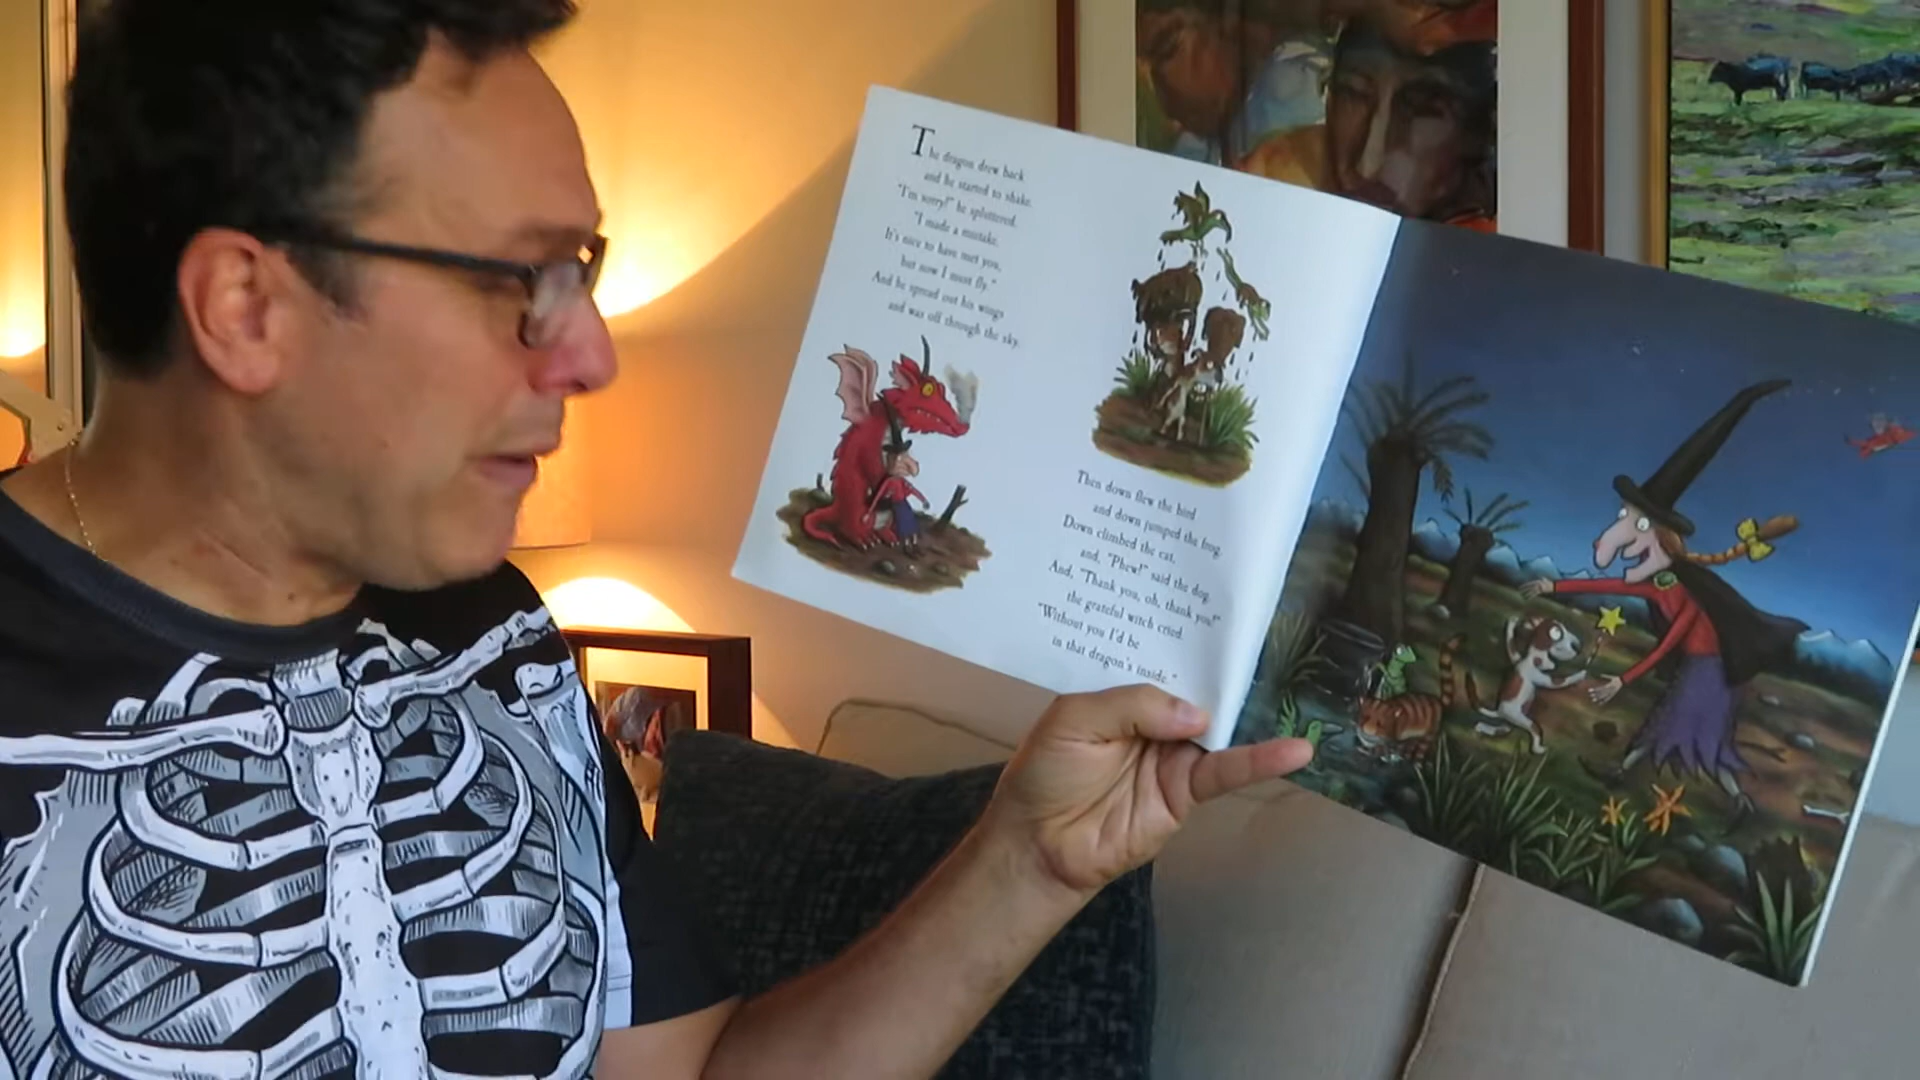 The dragon drew back
and he started to shake.
"I'm sorry!" he spluttered.
"I made a mistake.
It's nice to have met you,
but now I must fly."
And he spread out his wings
and was off through the sky.
Then down flew the bird
and down jumped the frog.
Down climbed the cat,
and, "Phew!" said the dog.
And, "Thank you, oh, thank you!"
the grateful witch cried.
"Without you I'd be
in that dragon's inside."